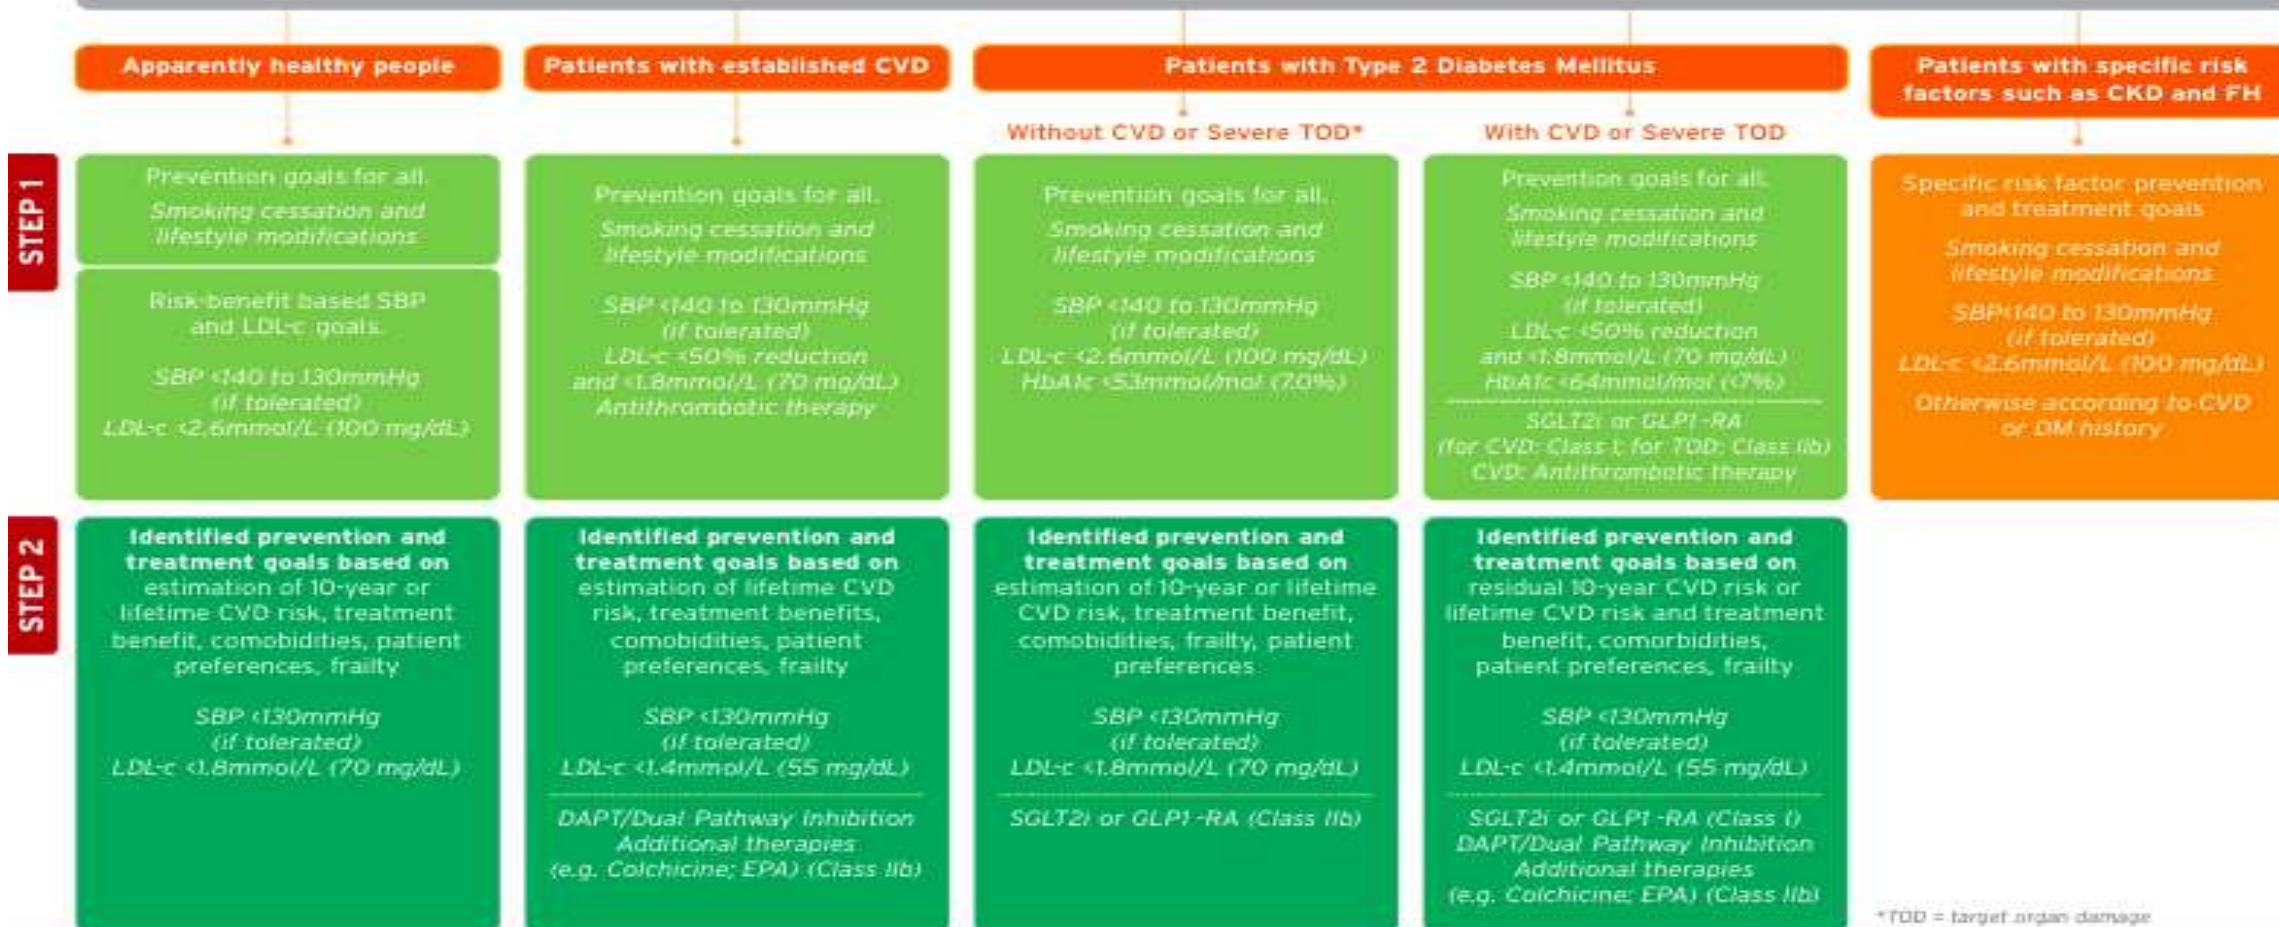 Apparently healthy people
Patients with established CVD
Patients with Type 2 Diabetes Mellitus
Patients with specific risk
factors such as CKD and FH
Without CVD or Severe TOD*
With CVD or Severe TOD
STEP 1
Prevention goals for all.
Smoking cessation and
lifestyle modifications
Risk-benefit based SBP
and LDL-c goals.
SBP <140 to 130mmHg
(if tolerated)
LDL-c <2.6mmol/L (100 mg/dL)
Prevention goals for all.
Smoking cessation and
lifestyle modifications
SBP <140 to 130mmHg
(if tolerated)
LDL-c <50% reduction
and <1.8mmol/L (70 mg/dL)
Antithrombotic therapy
Prevention goals for all.
Smoking cessation and
lifestyle modifications
SBP <140 to 130mmHg
(if tolerated)
LDL-c <2.6mmol/L (100 mg/dL)
HbA1c <53mmol/mol (7.0%)
Prevention goals for all.
Smoking cessation and
lifestyle modifications
SBP <140 to 130mmHg
(if tolerated)
LDL-c <50% reduction
and <1.8mmol/L (70 mg/dL)
HbA1c <64mmol/mol (<7%)
SGLT2i or GLP1-RA
(for CVD: Class I; for TOD: Class IIb)
CVD: Antithrombotic therapy
Specific risk factor prevention
and treatment goals
Smoking cessation and
lifestyle modifications
SBP<140 to 130mmHg
(if tolerated)
LDL-c <2.6mmol/L (100 mg/dL)
Otherwise according to CVD
or DM history
STEP 2
Identified prevention and
treatment goals based on
estimation of 10-year or
lifetime CVD risk, treatment
benefit, comobidities, patient
preferences, frailty
SBP <130mmHg
(if tolerated)
LDL-c <1.8mmol/L (70 mg/dL)
Identified prevention and
treatment goals based on
estimation of lifetime CVD
risk, treatment benefits,
comobidities, patient
preferences, frailty
SBP <130mmHg
(if tolerated)
LDL-c <1.4mmol/L (55 mg/dL)
DAPT/Dual Pathway Inhibition
Additional therapies
(e.g. Colchicine; EPA) (Class IIb)
Identified prevention and
treatment goals based on
estimation of 10-year or lifetime
CVD risk, treatment benefit,
comobidities, frailty, patient
preferences
SBP <130mmHg
(if tolerated)
LDL-c <1.8mmol/L (70 mg/dL)
SGLT2i or GLP1-RA (Class IIb)
Identified prevention and
treatment goals based on
residual 10-year CVD risk or
lifetime CVD risk and treatment
benefit, comorbidities,
patient preferences, frailty
SBP <130mmHg
(if tolerated)
LDL-c <1.4mmol/L (55 mg/dL)
SGLT2i or GLP1-RA (Class I)
DAPT/Dual Pathway Inhibition
Additional therapies
(e.g. Colchicine; EPA) (Class IIb)
*TOD = target organ damage